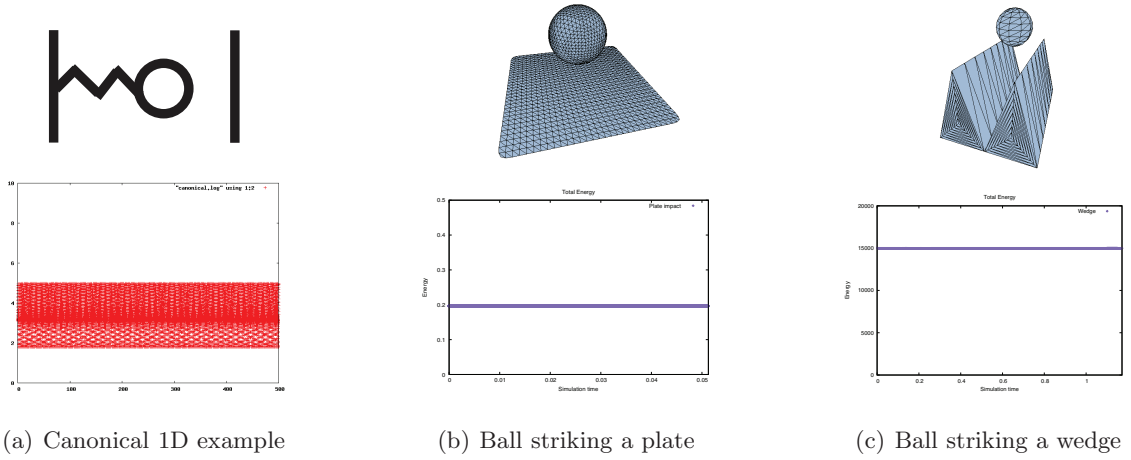 "canonical.log" using 1:2
10
8
6
4
2
0
0 100 200 300 400 500
Total Energy
Plate impact
0.5
0.4
0.3
0.2
0.1
0
Energy
0 0.01 0.02 0.03 0.04 0.05
Simulation time
Total Energy
Wedge
20000
15000
10000
5000
0
Energy
0 0.2 0.4 0.6 0.8 1
Simulation time
(a) Canonical 1D example
(b) Ball striking a plate
(c) Ball striking a wedge